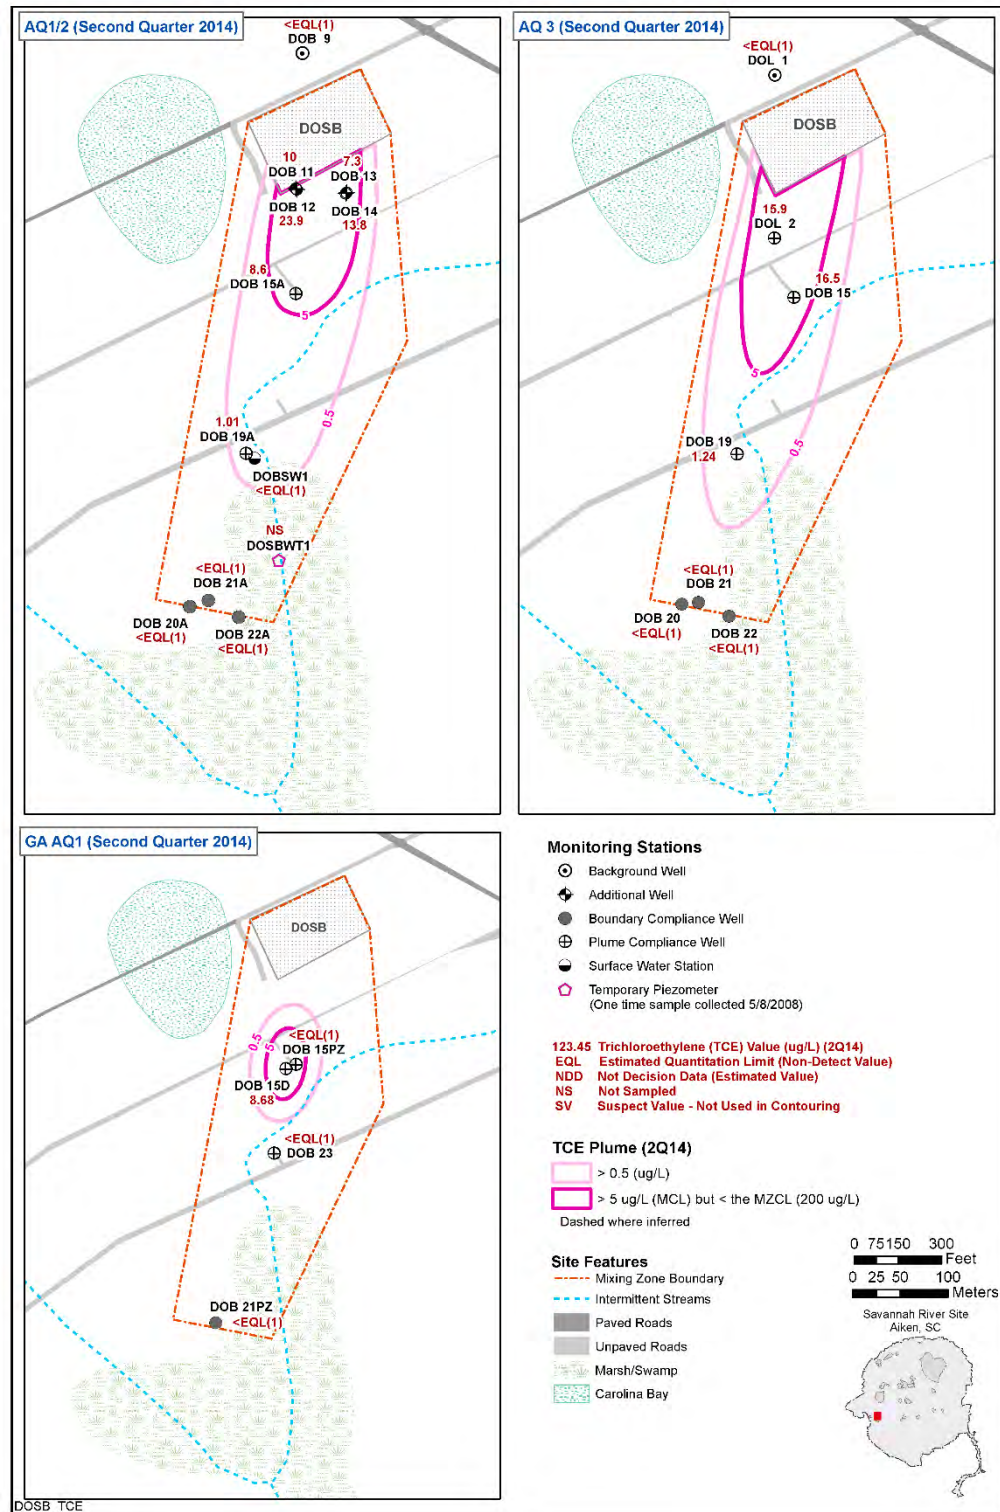 AQ1/2 (Second Quarter 2014)
<EQL(1)
DOB 9
DOSB
10
DOB 11
7.3
DOB 13
DOB 12
23.9
DOB 14
13.8
8.6
DOB 15A
5
0.5
1.01
DOB 19A
DOBSW1
<EQL(1)
NS
DOSBWT1
<EQL(1)
DOB 21A
DOB 20A
<EQL(1)
DOB 22A
<EQL(1)
AQ 3 (Second Quarter 2014)
<EQL(1)
DOL 1
DOSB
15.9
DOL 2
16.5
DOB 15
5
0.5
DOB 19
1.24
<EQL(1)
DOB 21
DOB 20
<EQL(1)
DOB 22
<EQL(1)
GA AQ1 (Second Quarter 2014)
DOSB
0.5
5
<EQL(1)
DOB 15PZ
DOB 15D
8.68
<EQL(1)
DOB 23
DOB 21PZ
<EQL(1)
Monitoring Stations
Background Well
Additional Well
Boundary Compliance Well
Plume Compliance Well
Surface Water Station
Temporary Piezometer
(One time sample collected 5/8/2008)
123.45 Trichloroethylene (TCE) Value (ug/L) (2Q14)
EQL Estimated Quantitation Limit (Non-Detect Value)
NDD Not Decision Data (Estimated Value)
NS Not Sampled
SV Suspect Value - Not Used in Contouring
TCE Plume (2Q14)
> 0.5 (ug/L)
> 5 ug/L (MCL) but < the MZCL (200 ug/L)
Dashed where inferred
Site Features
Mixing Zone Boundary
Intermittent Streams
Paved Roads
Unpaved Roads
Marsh/Swamp
Carolina Bay
0 75 150 300
Feet
0 25 50 100
Meters
Savannah River Site
Aiken, SC
DOSB TCE